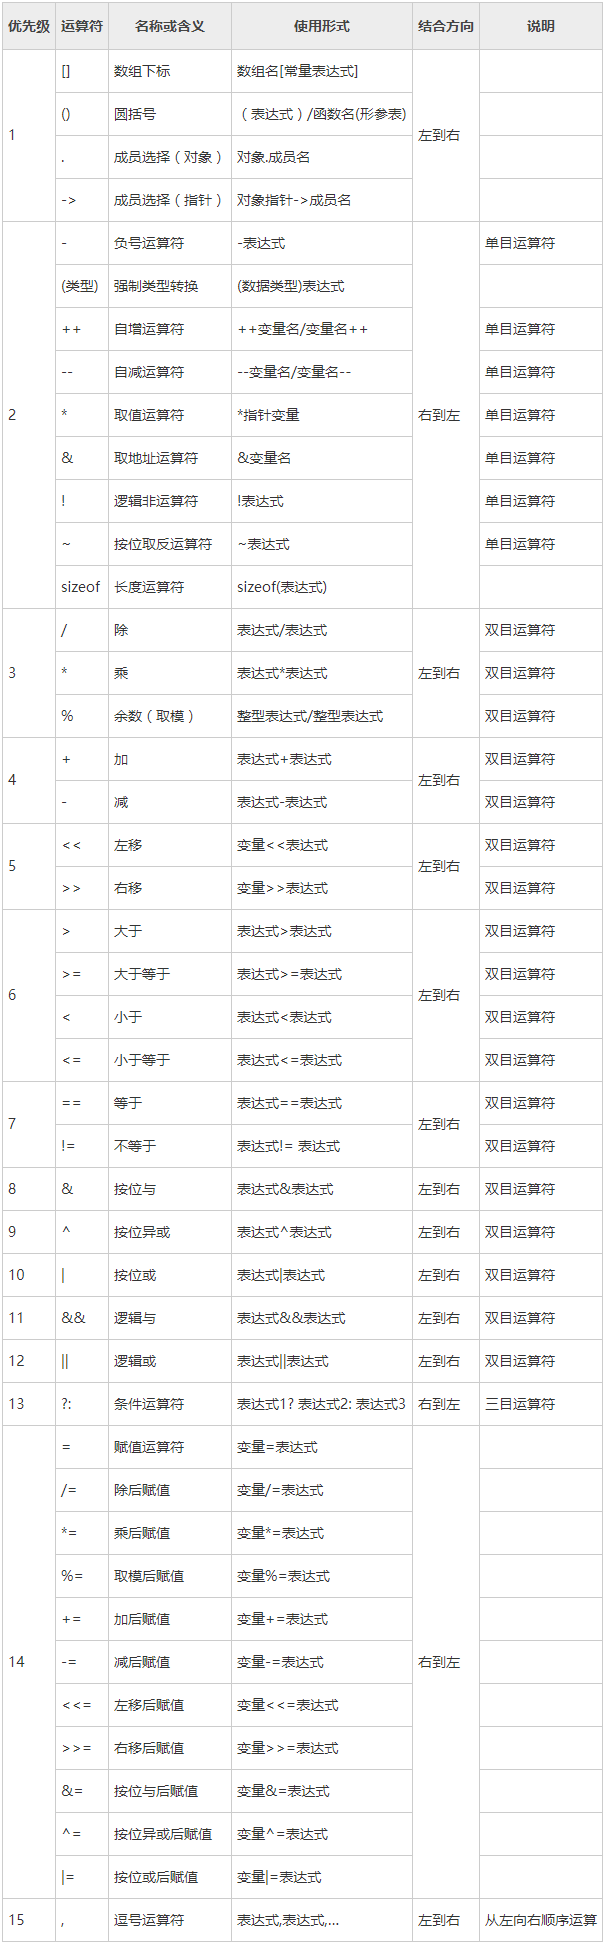 优先级 运算符 名称或含义 使用形式 结合方向 说明
1 [] 数组下标 数组名[常量表达式] 左到右
() 圆括号 （表达式）/函数名(形参表)
. 成员选择（对象） 对象.成员名
-> 成员选择（指针） 对象指针->成员名
2 - 负号运算符 -表达式 右到左 单目运算符
(类型) 强制类型转换 (数据类型)表达式
++ 自增运算符 ++变量名/变量名++ 单目运算符
-- 自减运算符 --变量名/变量名-- 单目运算符
* 取值运算符 *指针变量 单目运算符
& 取地址运算符 &变量名 单目运算符
! 逻辑非运算符 !表达式 单目运算符
~ 按位取反运算符 ~表达式 单目运算符
sizeof 长度运算符 sizeof(表达式)
3 / 除 表达式/表达式 左到右 双目运算符
* 乘 表达式*表达式 双目运算符
% 余数（取模） 整型表达式/整型表达式 双目运算符
4 + 加 表达式+表达式 左到右 双目运算符
- 减 表达式-表达式 双目运算符
5 << 左移 变量<<表达式 左到右 双目运算符
>> 右移 变量>>表达式 双目运算符
6 > 大于 表达式>表达式 左到右 双目运算符
>= 大于等于 表达式>=表达式 双目运算符
< 小于 表达式<表达式 双目运算符
<= 小于等于 表达式<=表达式 双目运算符
7 == 等于 表达式==表达式 左到右 双目运算符
!= 不等于 表达式!= 表达式 双目运算符
8 & 按位与 表达式&表达式 左到右 双目运算符
9 ^ 按位异或 表达式^表达式 左到右 双目运算符
10 | 按位或 表达式|表达式 左到右 双目运算符
11 && 逻辑与 表达式&&表达式 左到右 双目运算符
12 || 逻辑或 表达式||表达式 左到右 双目运算符
13 ?: 条件运算符 表达式1? 表达式2: 表达式3 右到左 三目运算符
14 = 赋值运算符 变量=表达式 右到左
/= 除后赋值 变量/=表达式
*= 乘后赋值 变量*=表达式
%= 取模后赋值 变量%=表达式
+= 加后赋值 变量+=表达式
-= 减后赋值 变量-=表达式
<<= 左移后赋值 变量<<=表达式
>>= 右移后赋值 变量>>=表达式
&= 按位与后赋值 变量&=表达式
^= 按位异或后赋值 变量^=表达式
|= 按位或后赋值 变量|=表达式
15 , 逗号运算符 表达式,表达式,... 左到右 从左向右顺序运算